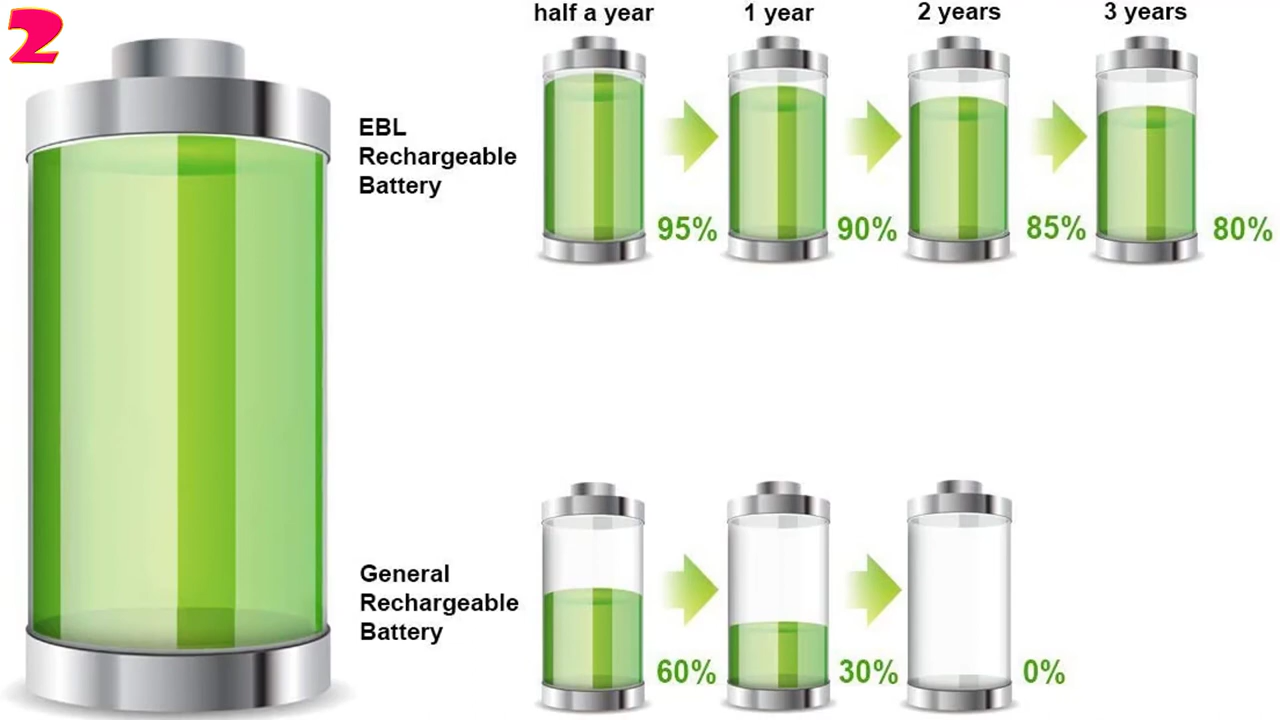 2
half a year
1 year
2 years
3 years
EBL
Rechargeable
Battery
95%
90%
85%
80%
General
Rechargeable
Battery
60%
30%
0%